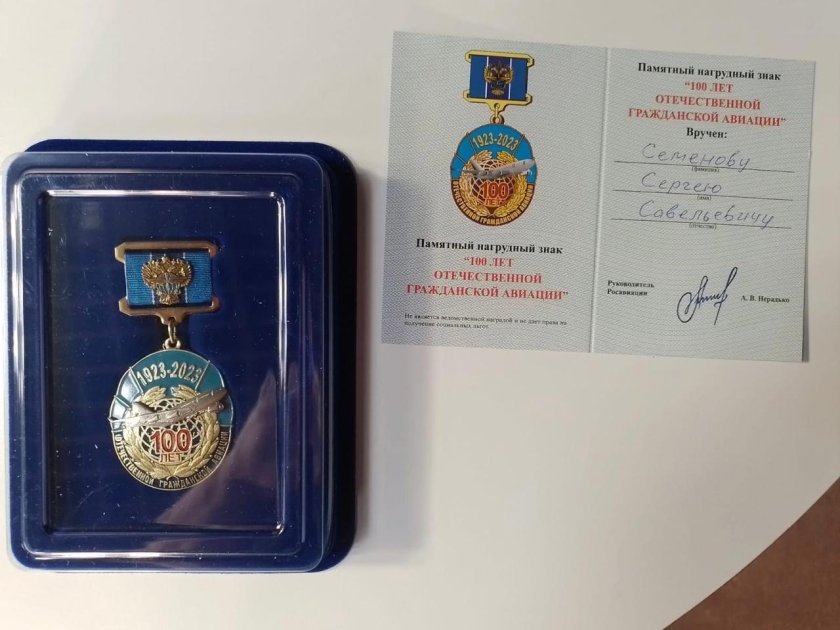 1923-2023
100
ЛЕТ
ОТЕЧЕСТВЕННОЙ ГРАЖДАНСКОЙ АВИАЦИИ
1923-2023
100
ЛЕТ
ОТЕЧЕСТВЕННОЙ ГРАЖДАНСКОЙ АВИАЦИИ
Памятный нагрудный знак
“100 ЛЕТ
ОТЕЧЕСТВЕННОЙ
ГРАЖДАНСКОЙ АВИАЦИИ”
Не является ведомственной наградой и не дает права на
получение социальных льгот.
Памятный нагрудный знак
“100 ЛЕТ
ОТЕЧЕСТВЕННОЙ
ГРАЖДАНСКОЙ АВИАЦИИ”
Вручен:
Семенову
(фамилия)
Сергею
(имя)
Савельевичу
(отчество)
Руководитель
Росавиации
А. В. Нерадько